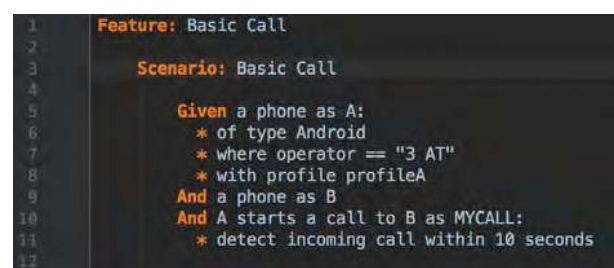 1 Feature: Basic Call
2
3 Scenario: Basic Call
4
5 Given a phone as A:
6 * of type Android
7 * where operator == "3 AT"
8 * with profile profileA
9 And a phone as B
10 And A starts a call to B as MYCALL:
11 * detect incoming call within 10 seconds
12